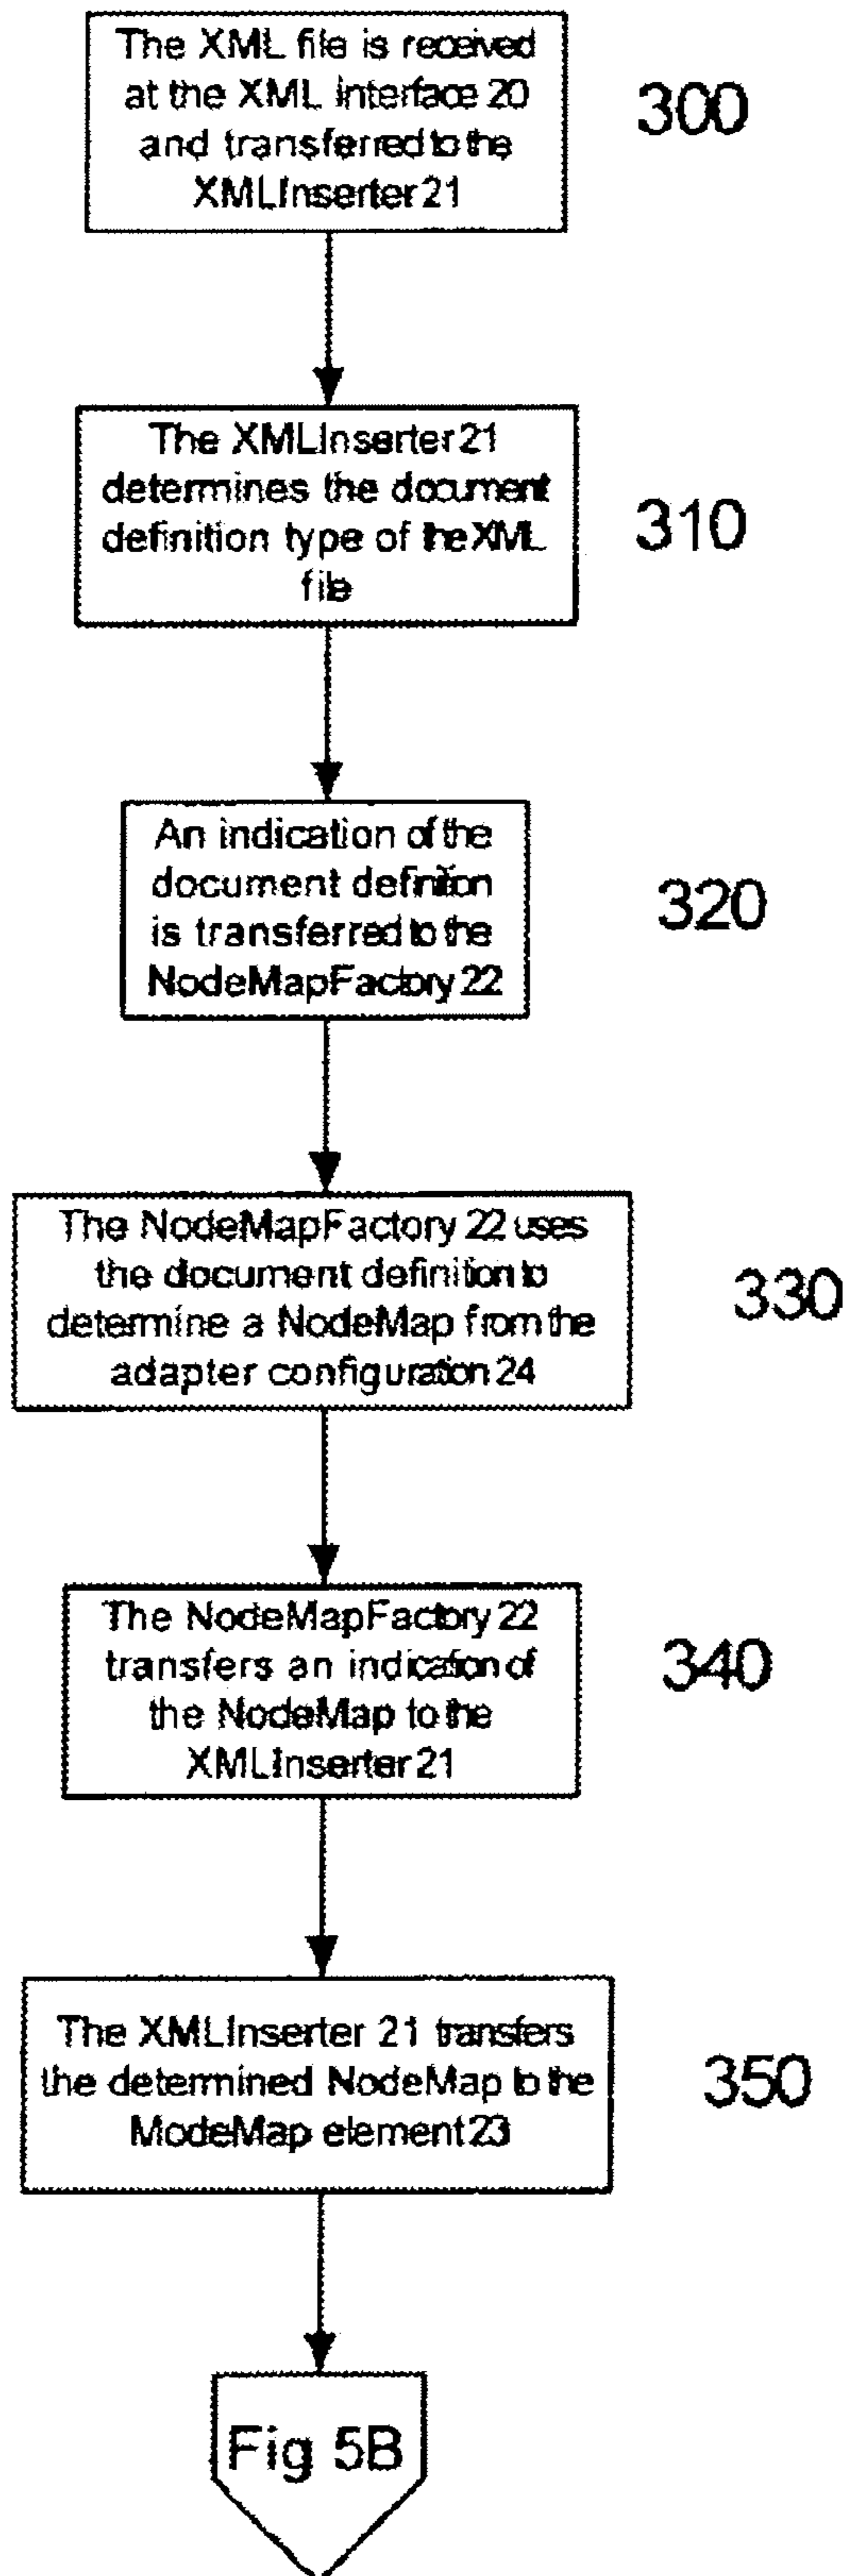 The XML file is received
at the XML Interface 20
and transferred to the
XMLInserter 21
300
The XMLInserter 21
determines the document
definition type of the XML
file
310
An indication of the
document definition
is transferred to the
NodeMapFactory 22
320
The NodeMapFactory 22 uses
the document definition to
determine a NodeMap from the
adapter configuration 24
330
The NodeMapFactory 22
transfers an indication of
the NodeMap to the
XMLInserter 21
340
The XMLInserter 21 transfers
the determined NodeMap to the
ModeMap element 23
350
Fig 5B